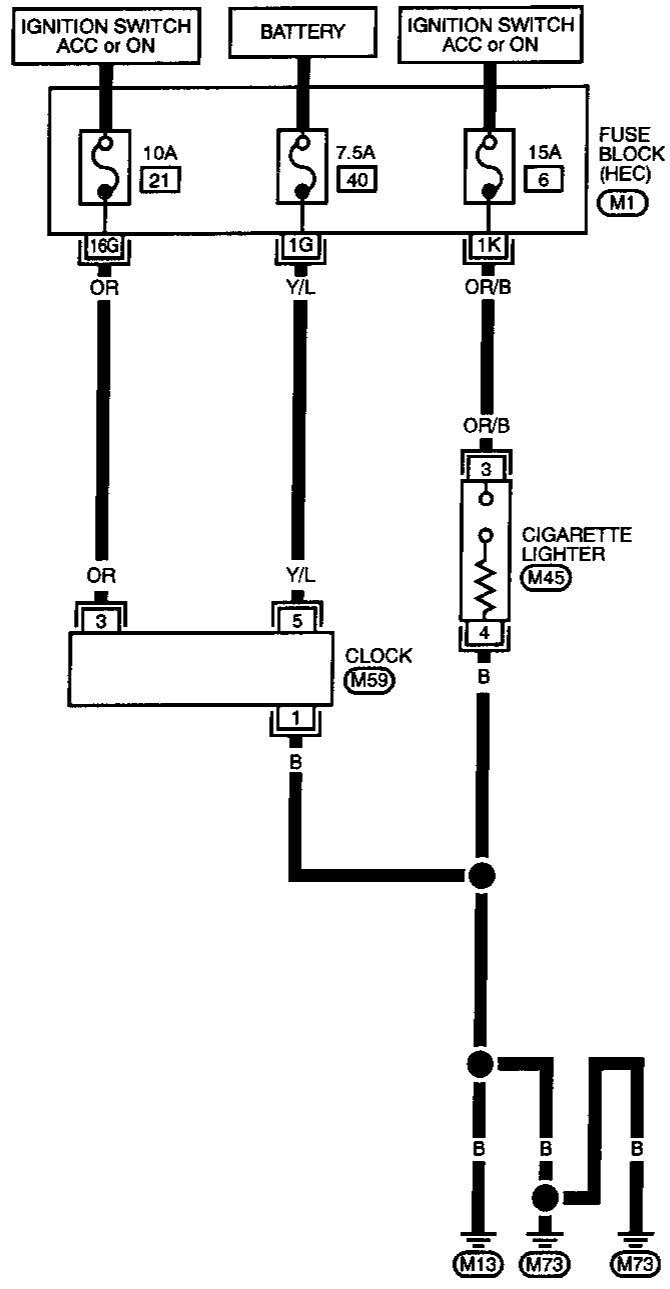 IGNITION SWITCH
ACC or ON
BATTERY
IGNITION SWITCH
ACC or ON
10A
21
7.5A
40
15A
6
FUSE
BLOCK
(HEC)
M1
16G
1G
1K
OR
Y/L
OR/B
OR/B
3
CIGARETTE
LIGHTER
M45
4
B
OR
Y/L
3
5
CLOCK
M59
1
B
B
B
B
M13
M73
M73